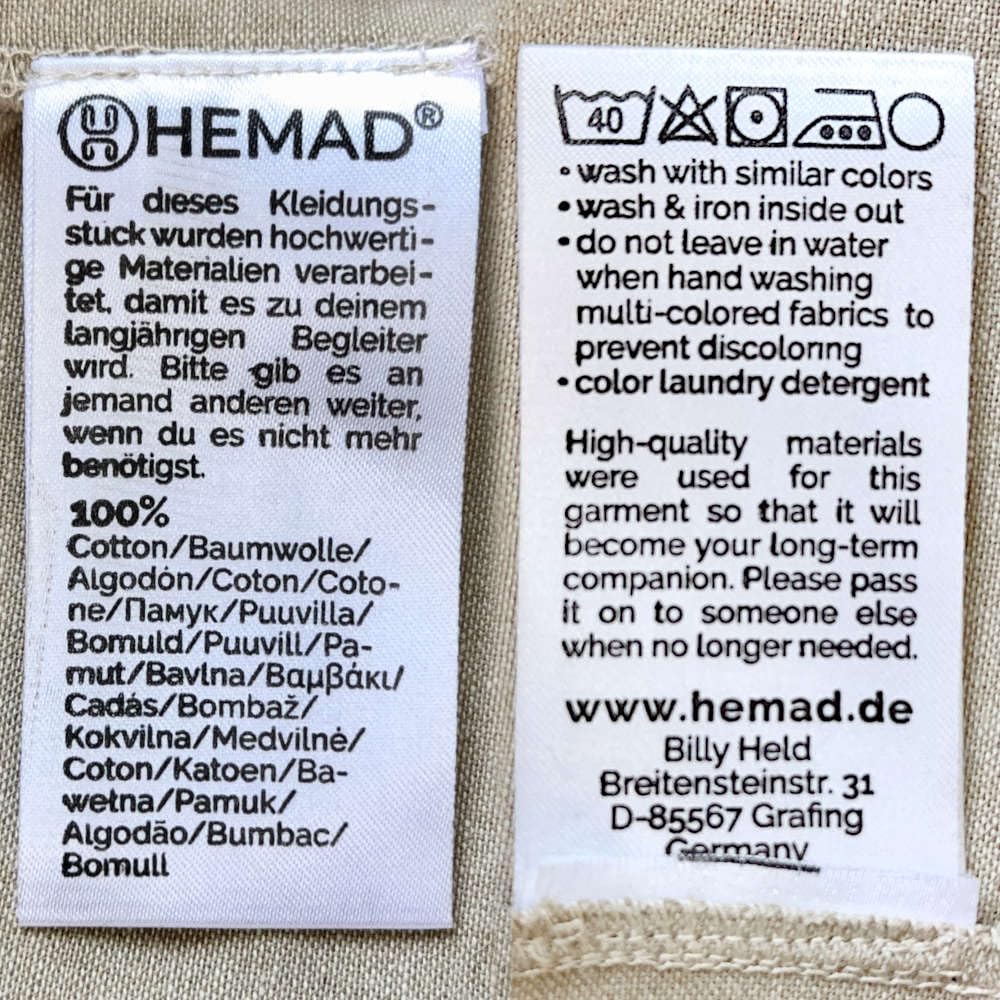 HEMAD®
Für dieses Kleidungs-
stück wurden hochwerti-
ge Materialien verarbei-
tet, damit es zu deinem
langjährigen Begleiter
wird. Bitte gib es an
jemand anderen weiter,
wenn du es nicht mehr
benötigst.
100%
Cotton/Baumwolle/
Algodón/Coton/Coto-
ne/Памук/Puuvilla/
Bomuld/Puuvill/Pa-
mut/Bavlna/Βαμβάκι/
Cadás/Bombaž/
Kokvilna/Medvilnė/
Coton/Katoen/Ba-
wełna/Pamuk/
Algodão/Bumbac/
Bomull
40
• wash with similar colors
• wash & iron inside out
• do not leave in water
when hand washing
multi-colored fabrics to
prevent discoloring
• color laundry detergent
High-quality materials
were used for this
garment so that it will
become your long-term
companion. Please pass
it on to someone else
when no longer needed.
www.hemad.de
Billy Held
Breitensteinstr. 31
D-85567 Grafing
Germany